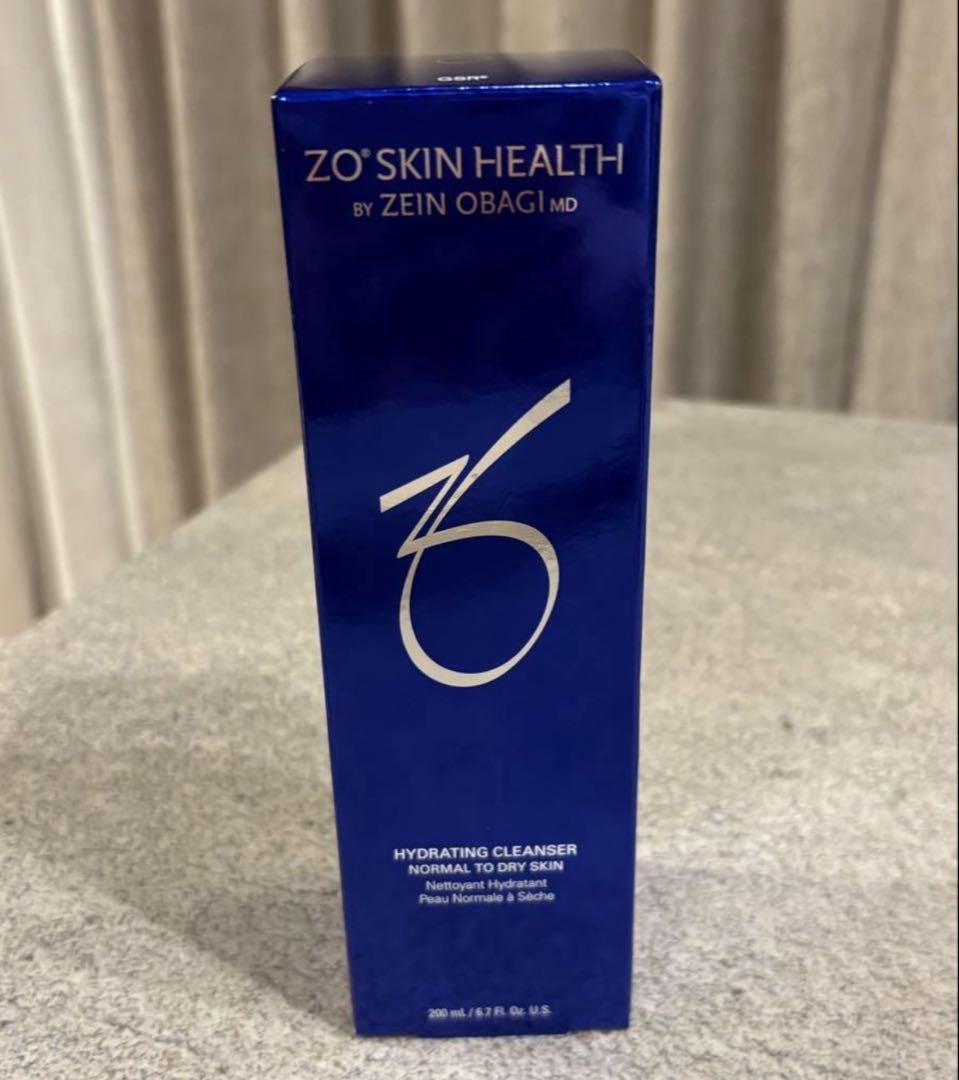 GSR®
ZO® SKIN HEALTH
BY ZEIN OBAGI MD
HYDRATING CLEANSER
NORMAL TO DRY SKIN
Nettoyant Hydratant
Peau Normale à Sèche
200 mL / 6.7 Fl. Oz. U.S.